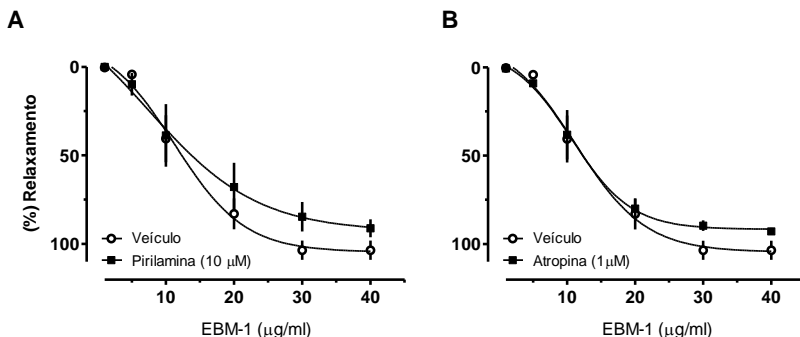 A
B
(%) Relaxamento
0
50
100
Veículo
Pirilamina (10 μM)
10
20
30
40
EBM-1 (μg/ml)
0
50
100
Veículo
Atropina (1μM)
10
20
30
40
EBM-1 (μg/ml)